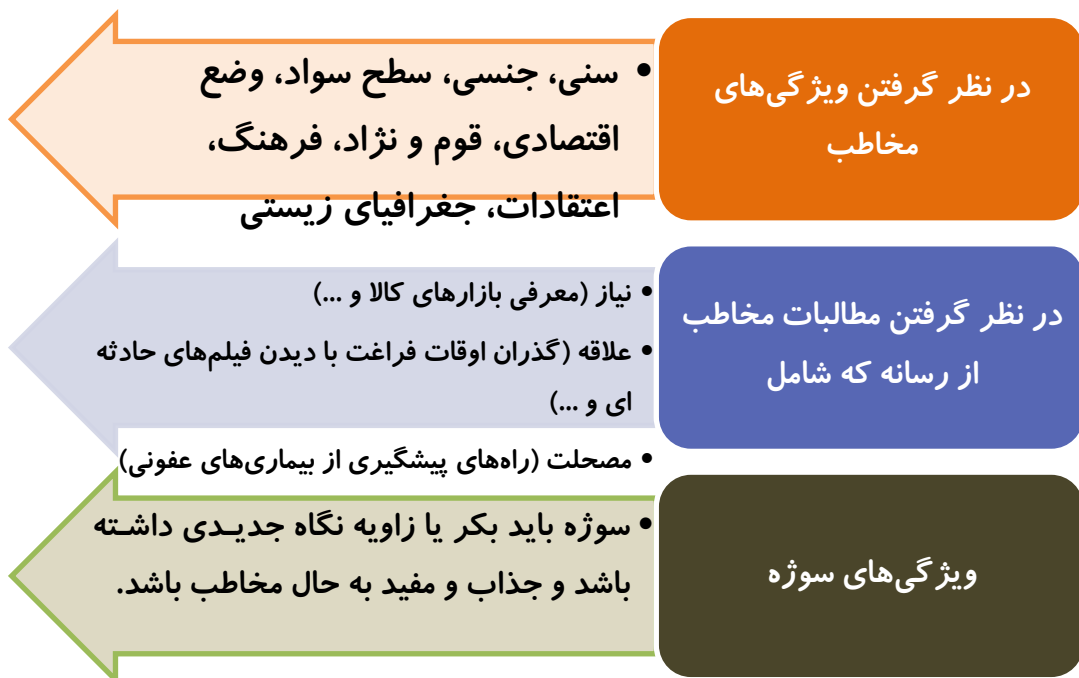 در نظر گرفتن ویژگی‌های
مخاطب
• سنی، جنسی، سطح سواد، وضع
اقتصادی، قوم و نژاد، فرهنگ،
اعتقادات، جغرافیای زیستی
در نظر گرفتن مطالبات مخاطب
از رسانه که شامل
• نیاز (معرفی بازارهای کالا و ...)
• علاقه (گذران اوقات فراغت با دیدن فیلم‌های حادثه
ای و ...)
• مصحلت (راه‌های پیشگیری از بیماری‌های عفونی)
ویژگی‌های سوژه
• سوژه باید بکر یا زاویه نگاه جدیـدی داشـته
باشد و جذاب و مفید به حال مخاطب باشد.